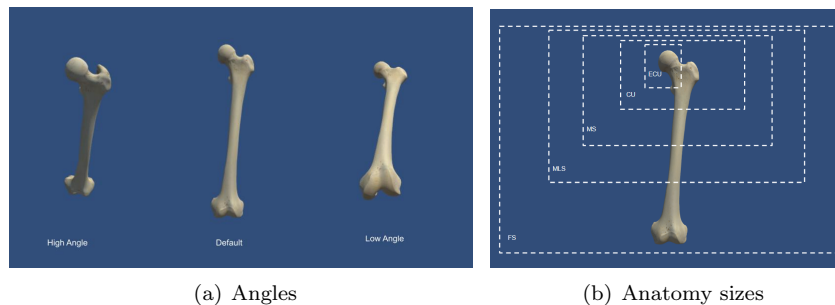 High Angle
Default
Low Angle
ECU
CU
MS
MLS
FS
(a) Angles
(b) Anatomy sizes